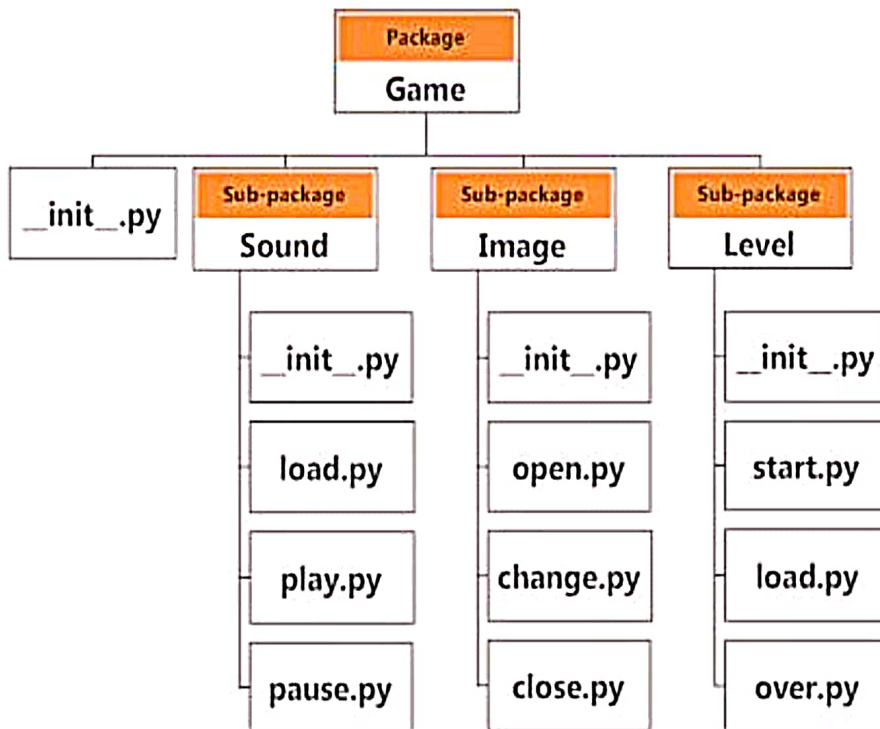 Package
Game
__init__.py
Sub-package
Sound
Sub-package
Image
Sub-package
Level
__init__.py
load.py
play.py
pause.py
__init__.py
open.py
change.py
close.py
__init__.py
start.py
load.py
over.py